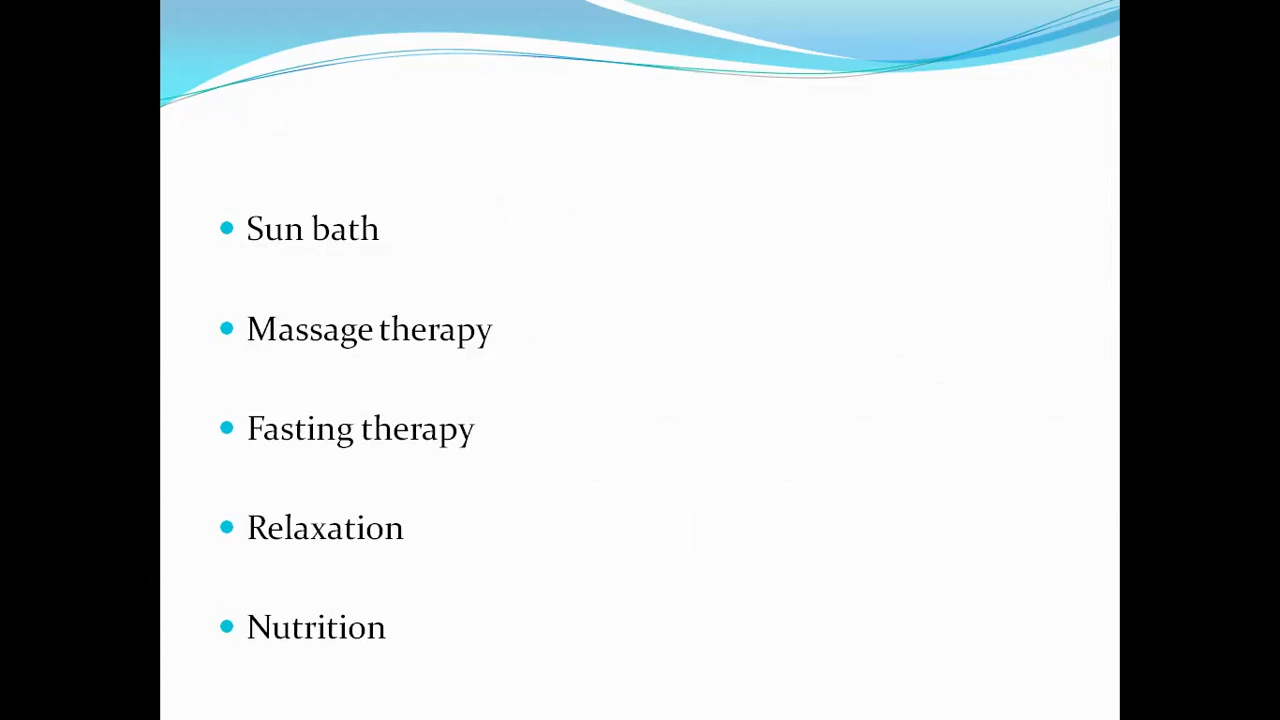 Sun bath
Massage therapy
Fasting therapy
Relaxation
Nutrition